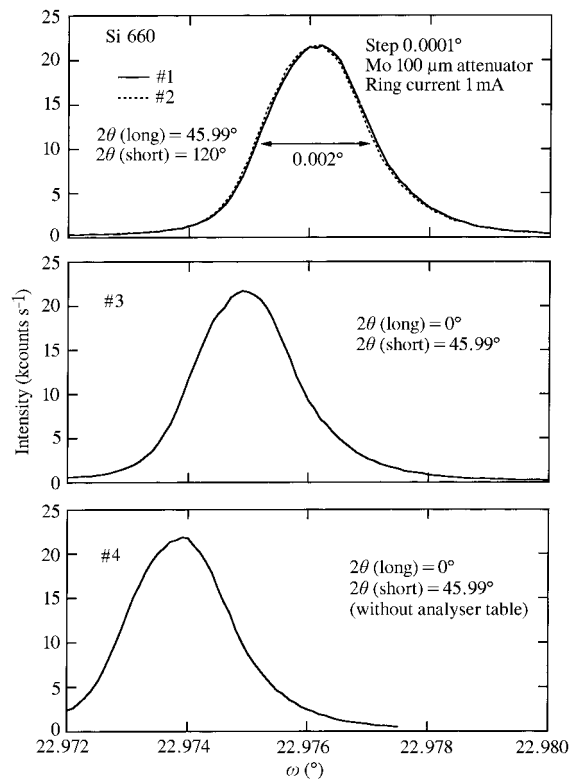 Si 660
#1
#2
2θ (long) = 45.99°
2θ (short) = 120°
Step 0.0001°
Mo 100 μm attenuator
Ring current 1 mA
0.002°
25
20
15
10
5
0
#3
2θ (long) = 0°
2θ (short) = 45.99°
25
20
15
10
5
0
Intensity (kcounts s⁻¹)
#4
2θ (long) = 0°
2θ (short) = 45.99°
(without analyser table)
25
20
15
10
5
0
22.972 22.974 22.976 22.978 22.980
ω (°)